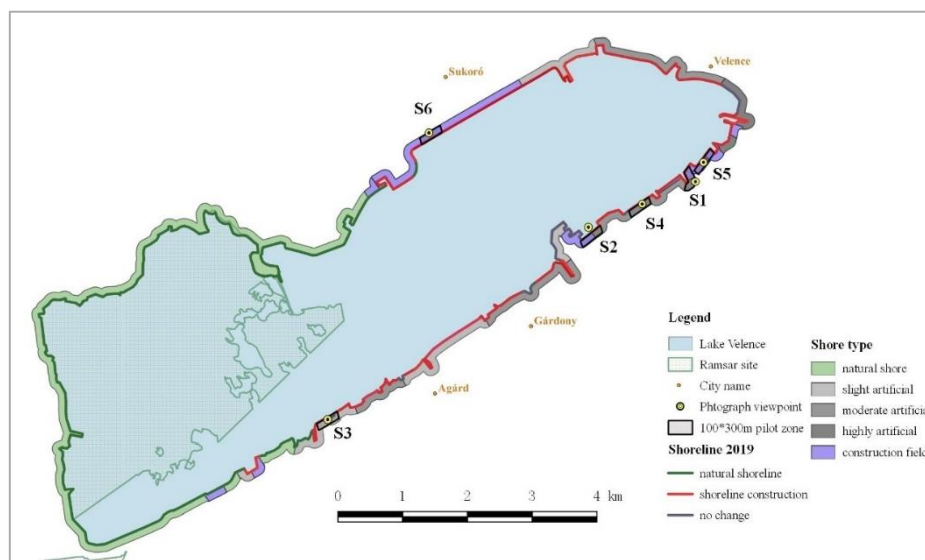 Sukoró
Velence
S6
S5
S1
S4
S2
Gárdony
Agárd
S3
0 1 2 3 4 km
Legend
Lake Velence
Ramsar site
City name
Phtograph viewpoint
100*300m pilot zone
Shoreline 2019
natural shoreline
shoreline construction
no change
Shore type
natural shore
slight artificial
moderate artificial
highly artificial
construction field